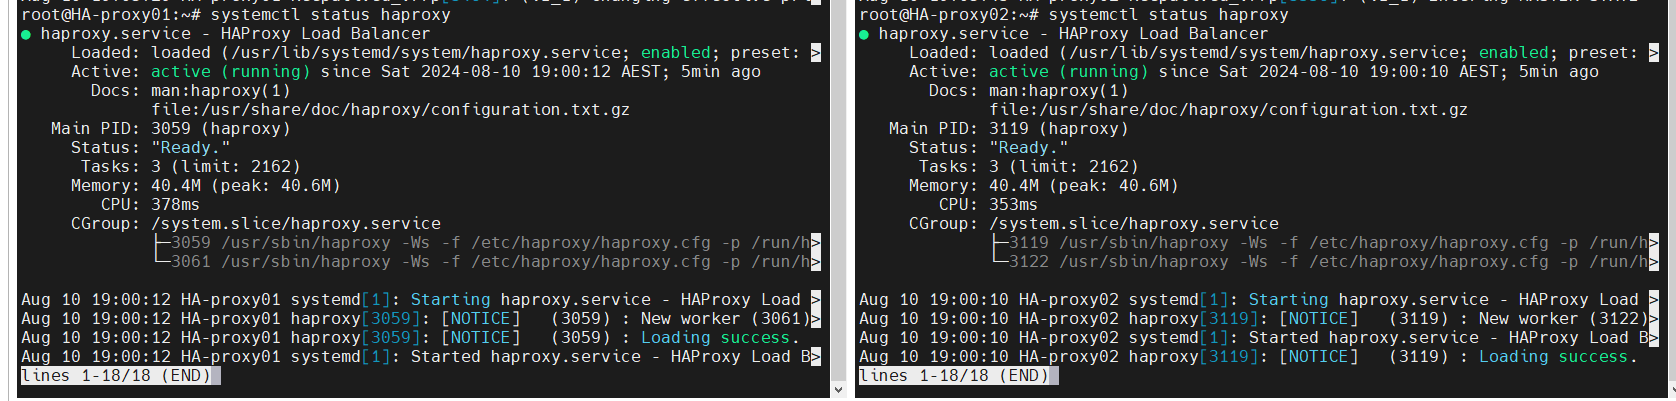 root@HA-proxy01:~# systemctl status haproxy
● haproxy.service - HAProxy Load Balancer
Loaded: loaded (/usr/lib/systemd/system/haproxy.service; enabled; preset: >
Active: active (running) since Sat 2024-08-10 19:00:12 AEST; 5min ago
Docs: man:haproxy(1)
file:/usr/share/doc/haproxy/configuration.txt.gz
Main PID: 3059 (haproxy)
Status: "Ready."
Tasks: 3 (limit: 2162)
Memory: 40.4M (peak: 40.6M)
CPU: 378ms
CGroup: /system.slice/haproxy.service
├─3059 /usr/sbin/haproxy -Ws -f /etc/haproxy/haproxy.cfg -p /run/h>
└─3061 /usr/sbin/haproxy -Ws -f /etc/haproxy/haproxy.cfg -p /run/h>
Aug 10 19:00:12 HA-proxy01 systemd[1]: Starting haproxy.service - HAProxy Load >
Aug 10 19:00:12 HA-proxy01 haproxy[3059]: [NOTICE] (3059) : New worker (3061)>
Aug 10 19:00:12 HA-proxy01 haproxy[3059]: [NOTICE] (3059) : Loading success.
Aug 10 19:00:12 HA-proxy01 systemd[1]: Started haproxy.service - HAProxy Load B>
lines 1-18/18 (END)
root@HA-proxy02:~# systemctl status haproxy
● haproxy.service - HAProxy Load Balancer
Loaded: loaded (/usr/lib/systemd/system/haproxy.service; enabled; preset: >
Active: active (running) since Sat 2024-08-10 19:00:10 AEST; 5min ago
Docs: man:haproxy(1)
file:/usr/share/doc/haproxy/configuration.txt.gz
Main PID: 3119 (haproxy)
Status: "Ready."
Tasks: 3 (limit: 2162)
Memory: 40.4M (peak: 40.6M)
CPU: 353ms
CGroup: /system.slice/haproxy.service
├─3119 /usr/sbin/haproxy -Ws -f /etc/haproxy/haproxy.cfg -p /run/h>
└─3122 /usr/sbin/haproxy -Ws -f /etc/haproxy/haproxy.cfg -p /run/h>
Aug 10 19:00:10 HA-proxy02 systemd[1]: Starting haproxy.service - HAProxy Load >
Aug 10 19:00:10 HA-proxy02 haproxy[3119]: [NOTICE] (3119) : New worker (3122)>
Aug 10 19:00:10 HA-proxy02 systemd[1]: Started haproxy.service - HAProxy Load B>
Aug 10 19:00:10 HA-proxy02 haproxy[3119]: [NOTICE] (3119) : Loading success.
lines 1-18/18 (END)